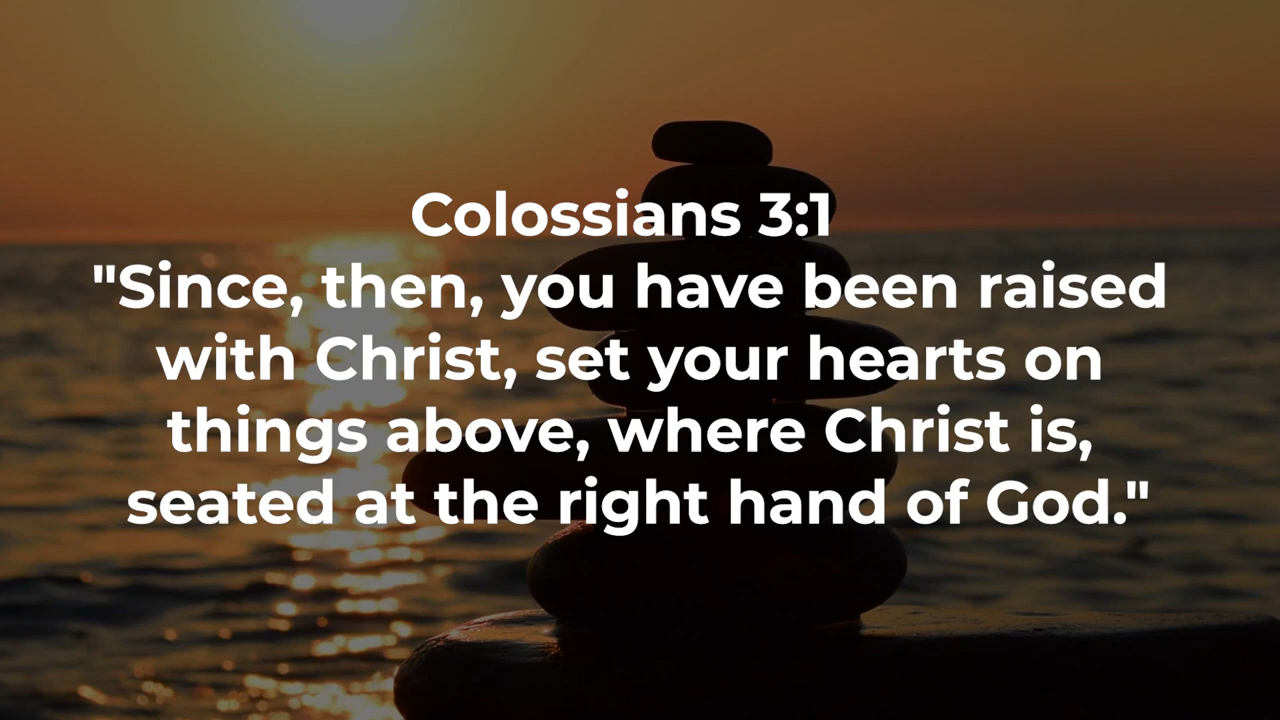 Colossians 3:1
"Since, then, you have been raised
with Christ, set your hearts on
things above, where Christ is,
seated at the right hand of God."